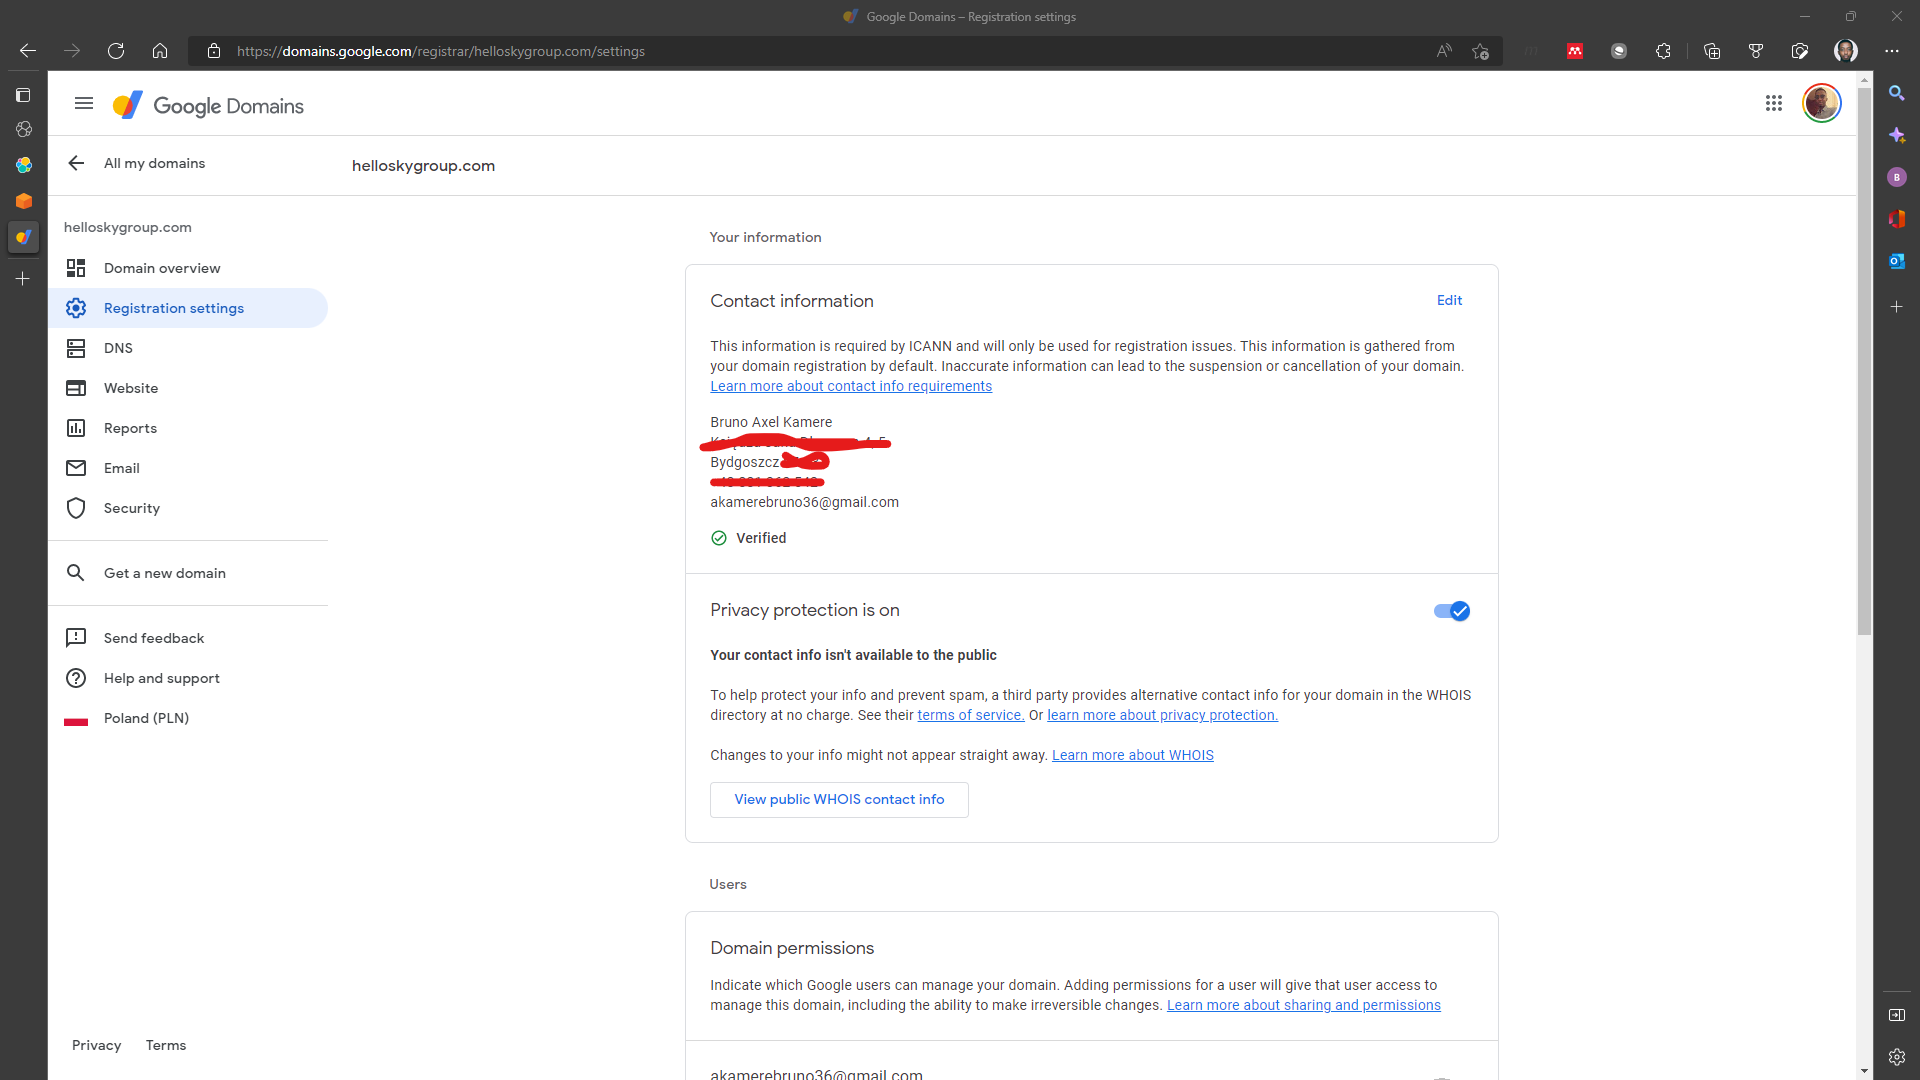 Google Domains – Registration settings
https://domains.google.com/registrar/helloskygroup.com/settings
Google Domains
All my domains
helloskygroup.com
helloskygroup.com
Domain overview
Registration settings
DNS
Website
Reports
Email
Security
Get a new domain
Send feedback
Help and support
Poland (PLN)
Privacy
Terms
Your information
Contact information
Edit
This information is required by ICANN and will only be used for registration issues. This information is gathered from
your domain registration by default. Inaccurate information can lead to the suspension or cancellation of your domain.
Learn more about contact info requirements
Bruno Axel Kamere
Bydgoszcz
akamerebruno36@gmail.com
Verified
Privacy protection is on
Your contact info isn't available to the public
To help protect your info and prevent spam, a third party provides alternative contact info for your domain in the WHOIS
directory at no charge. See their terms of service. Or learn more about privacy protection.
Changes to your info might not appear straight away. Learn more about WHOIS
View public WHOIS contact info
Users
Domain permissions
Indicate which Google users can manage your domain. Adding permissions for a user will give that user access to
manage this domain, including the ability to make irreversible changes. Learn more about sharing and permissions
akamerebruno36@gmail.com
B